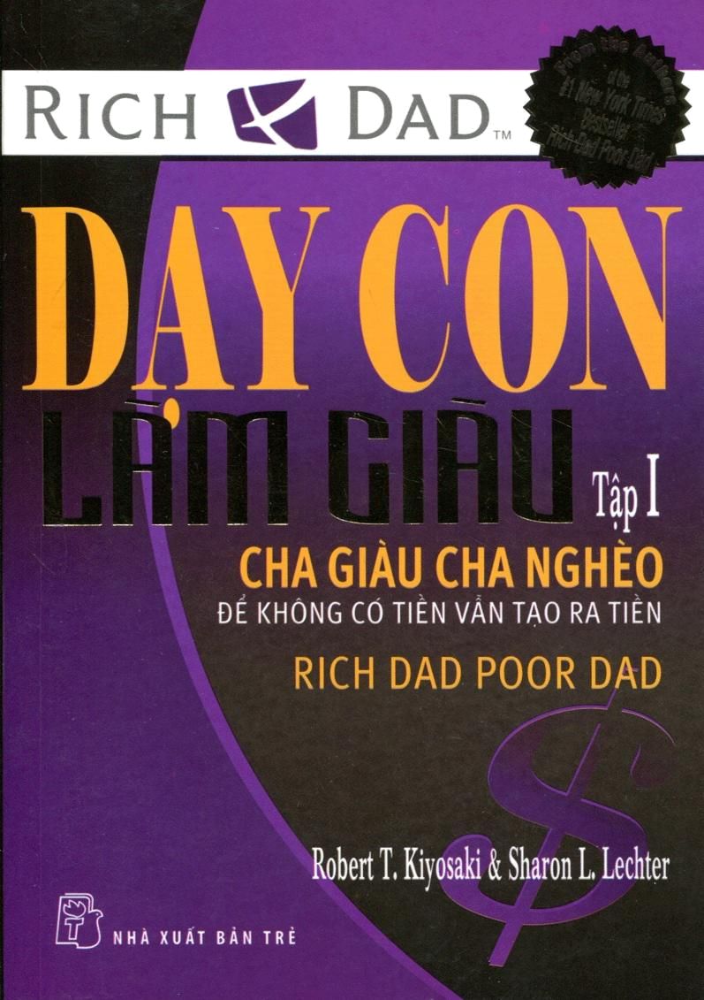 RICH DAD™
From the Authors
of the
#1 New York Times
Bestseller
Rich Dad Poor Dad
DẠY CON
LÀM GIÀU
Tập I
CHA GIÀU CHA NGHÈO
ĐỂ KHÔNG CÓ TIỀN VẪN TẠO RA TIỀN
RICH DAD POOR DAD
$
Robert T. Kiyosaki & Sharon L. Lechter
T
NHÀ XUẤT BẢN TRẺ